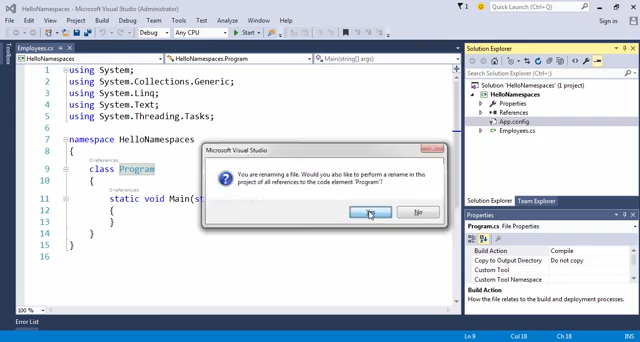 HelloNamespaces - Microsoft Visual Studio (Administrator)
1
Quick Launch (Ctrl+Q)
FILE EDIT VIEW PROJECT BUILD DEBUG TEAM TOOLS TEST ANALYZE WINDOW HELP
Sign in
Debug Any CPU Start
Toolbox
Employees.cs
HelloNamespaces HelloNamespaces.Program Main(string[] args)
1 using System;
2 using System.Collections.Generic;
3 using System.Linq;
4 using System.Text;
5 using System.Threading.Tasks;
6
7 namespace HelloNamespaces
8 {
0 references
9 class Program
10 {
0 references
11 static void Main(st
12 {
13 }
14 }
15 }
16
100 %
Microsoft Visual Studio
You are renaming a file. Would you also like to perform a rename in this
project of all references to the code element 'Program'?
Yes No
Solution Explorer
Search Solution Explorer (Ctrl+;)
Solution 'HelloNamespaces' (1 project)
HelloNamespaces
Properties
References
App.config
Employees.cs
Solution Explorer Team Explorer
Properties
Program.cs File Properties
Build Action Compile
Copy to Output Directory Do not copy
Custom Tool
Custom Tool Namespace
Build Action
How the file relates to the build and deployment processes.
Error List
Ln 9 Col 18 Ch 18 INS